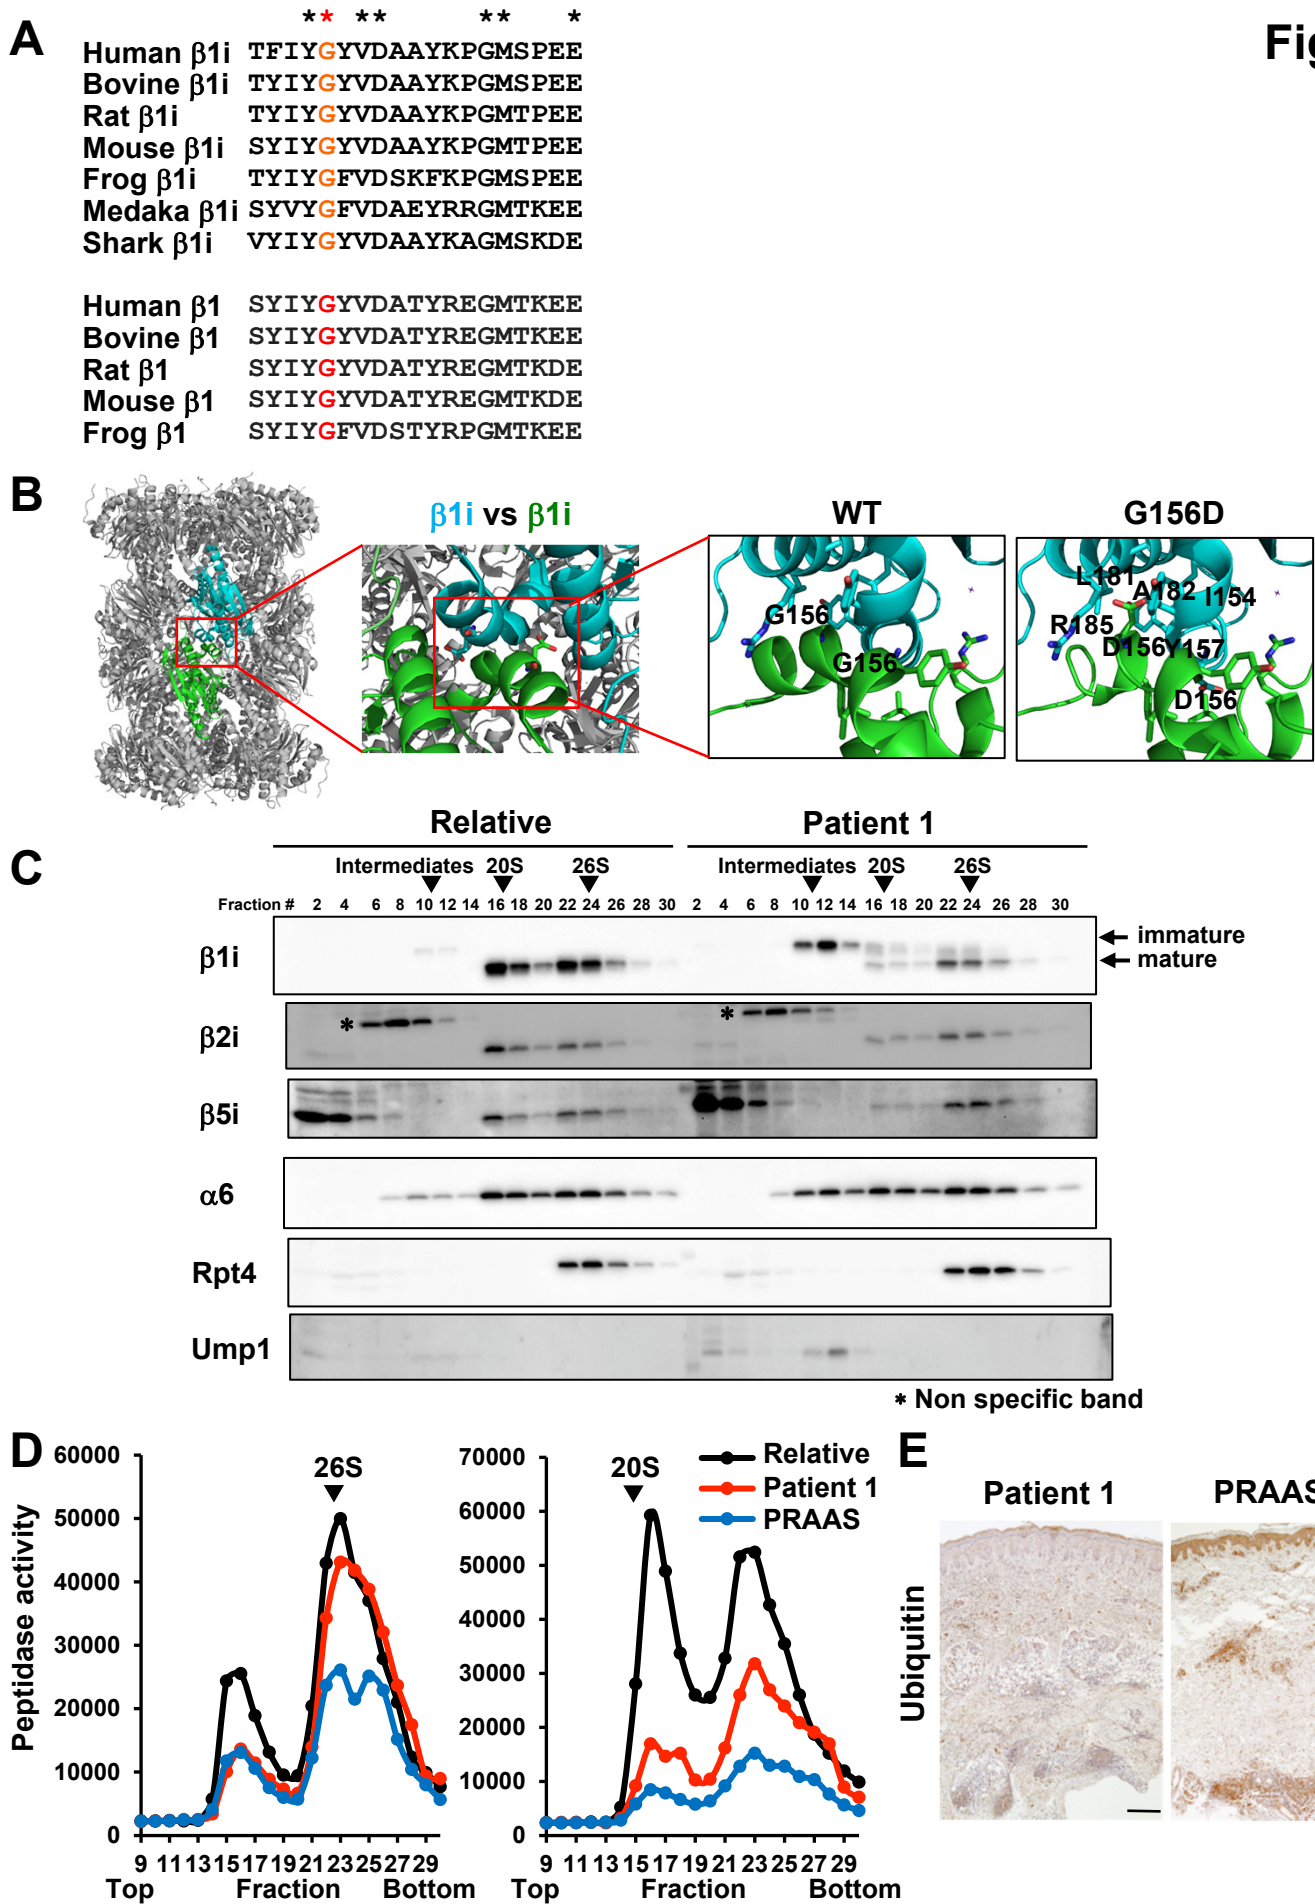 Fig
A
* * * * * * *
Human β1i TFIYGYVDAAYKPGMSPEE
Bovine β1i TYIYGYVDAAYKPGMSPEE
Rat β1i TYIYGYVDAAYKPGMTPEE
Mouse β1i SYIYGYVDAAYKPGMTPEE
Frog β1i TYIYGFVDSKFKPGMSPEE
Medaka β1i SYVYGFVDAEYRRGMTKEE
Shark β1i VYIYGYVDAAYKAGMSKDE
Human β1 SYIYGYVDATYREGMTKEE
Bovine β1 SYIYGYVDATYREGMTKEE
Rat β1 SYIYGYVDATYREGMTKDE
Mouse β1 SYIYGYVDATYREGMTKDE
Frog β1 SYIYGFVDSTYRPGMTKEE
B
β1i vs β1i
WT
G156D
G156
G156
L181
A182
I154
R185
D156
Y157
D156
C
Relative
Patient 1
Intermediates 20S 26S
Intermediates 20S 26S
Fraction # 2 4 6 8 10 12 14 16 18 20 22 24 26 28 30 2 4 6 8 10 12 14 16 18 20 22 24 26 28 30
β1i
immature
mature
β2i
*
*
β5i
α6
Rpt4
Ump1
* Non specific band
D
Peptidase activity
60000
50000
40000
30000
20000
10000
0
26S
9 11 13 15 17 19 21 23 25 27 29
Top Fraction Bottom
70000
60000
50000
40000
30000
20000
10000
0
20S
Relative
Patient 1
PRAAS
9 11 13 15 17 19 21 23 25 27 29
Top Fraction Bottom
E
Patient 1
PRAAS
Ubiquitin